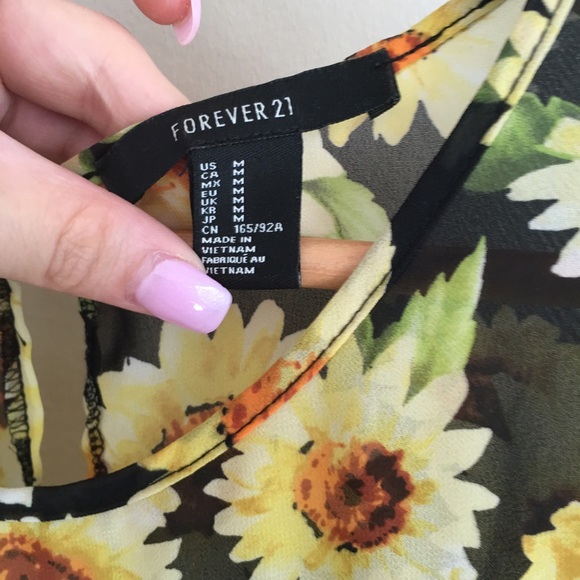 FOREVER 21
US M
CA M
MX M
EU M
UK M
KR M
JP M
CN 165/92A
MADE IN
VIETNAM
FABRIQUÉ AU
VIETNAM